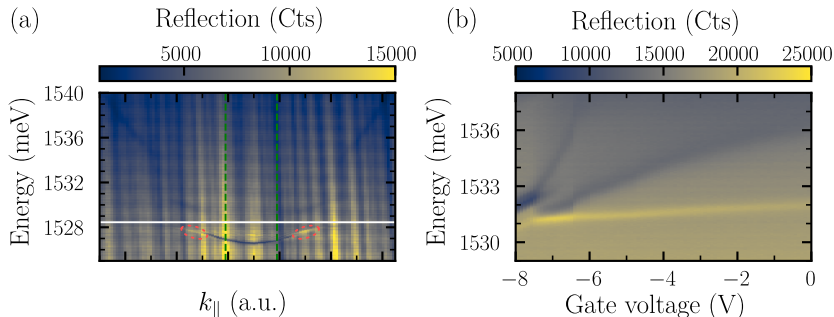 (a)
Reflection (Cts)
5000 10000 15000
1540
1536
1532
1528
Energy (meV)
k∥ (a.u.)
(b)
Reflection (Cts)
5000 10000 15000 20000 25000
1536
1533
1530
Energy (meV)
−8 −6 −4 −2 0
Gate voltage (V)